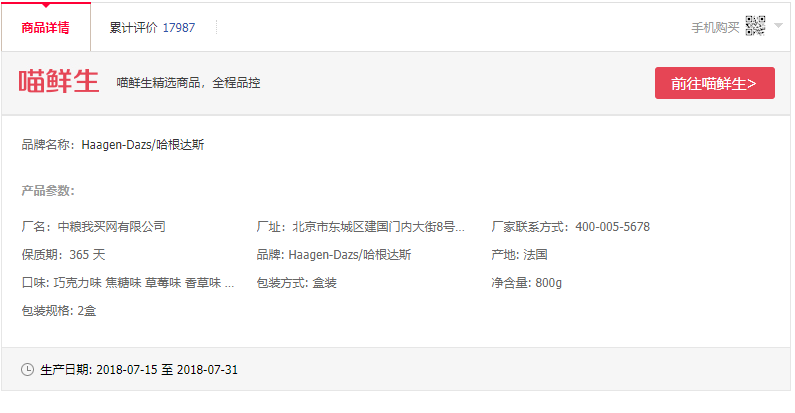 商品详情 累计评价 17987 手机购买
喵鲜生 喵鲜生精选商品，全程品控 前往喵鲜生>
品牌名称：Haagen-Dazs/哈根达斯
产品参数：
厂名：中粮我买网有限公司 厂址：北京市东城区建国门内大街8号... 厂家联系方式：400-005-5678
保质期：365 天 品牌: Haagen-Dazs/哈根达斯 产地: 法国
口味: 巧克力味 焦糖味 草莓味 香草味 ... 包装方式: 盒装 净含量: 800g
包装规格: 2盒
生产日期: 2018-07-15 至 2018-07-31